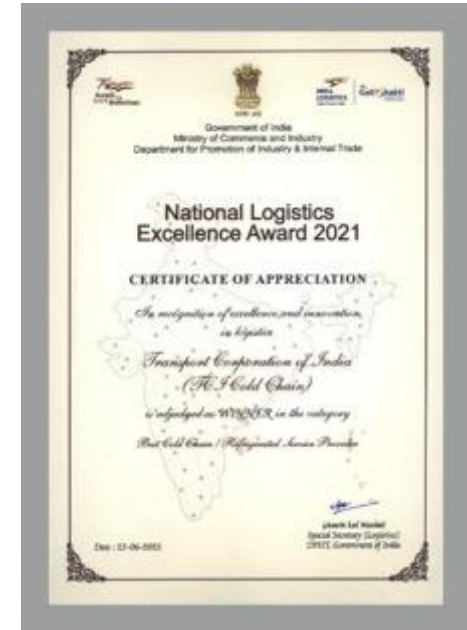 Government of India
Ministry of Commerce and Industry
Department for Promotion of Industry & Internal Trade
National Logistics
Excellence Award 2021
CERTIFICATE OF APPRECIATION
In recognition of excellence and innovation,
in logistics
Transport Corporation of India
(TCI Cold Chain)
is adjudged as WINNER in the category
Best Cold Chain / Refrigerated Service Provider
Special Secretary (Logistics)
DPIIT, Government of India